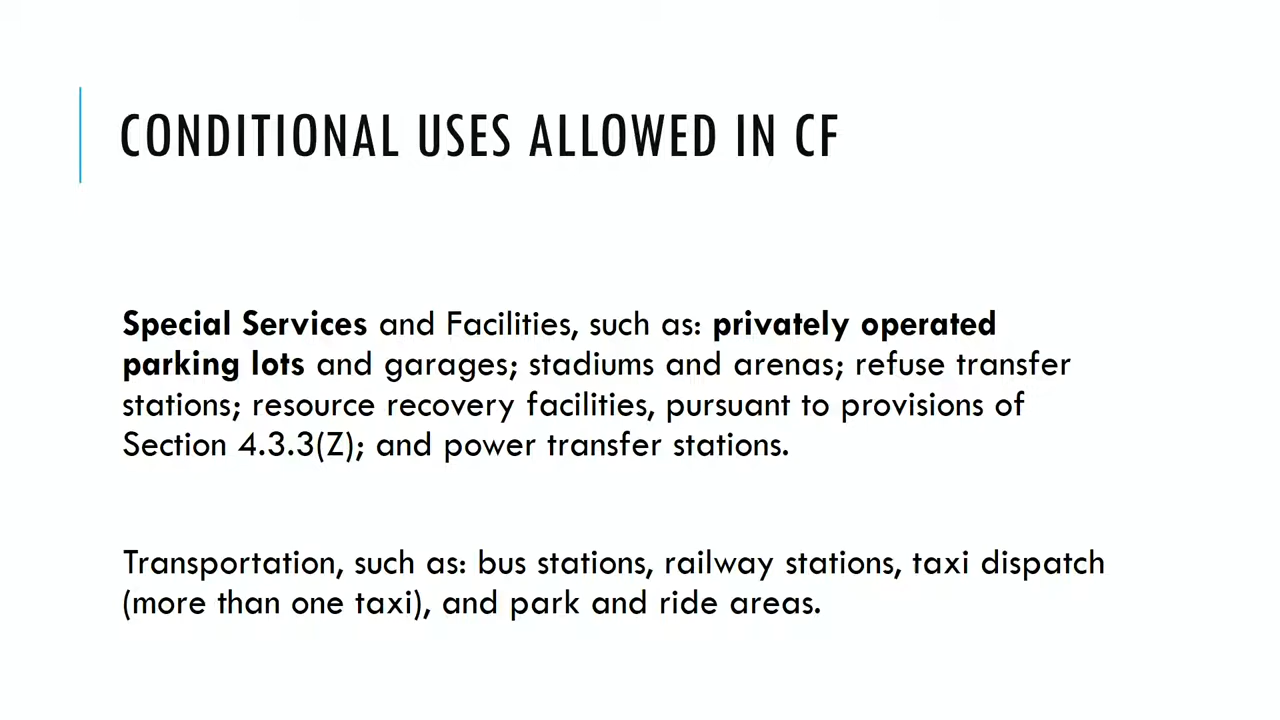 CONDITIONAL USES ALLOWED IN CF
Special Services and Facilities, such as: privately operated
parking lots and garages; stadiums and arenas; refuse transfer
stations; resource recovery facilities, pursuant to provisions of
Section 4.3.3(Z); and power transfer stations.
Transportation, such as: bus stations, railway stations, taxi dispatch
(more than one taxi), and park and ride areas.